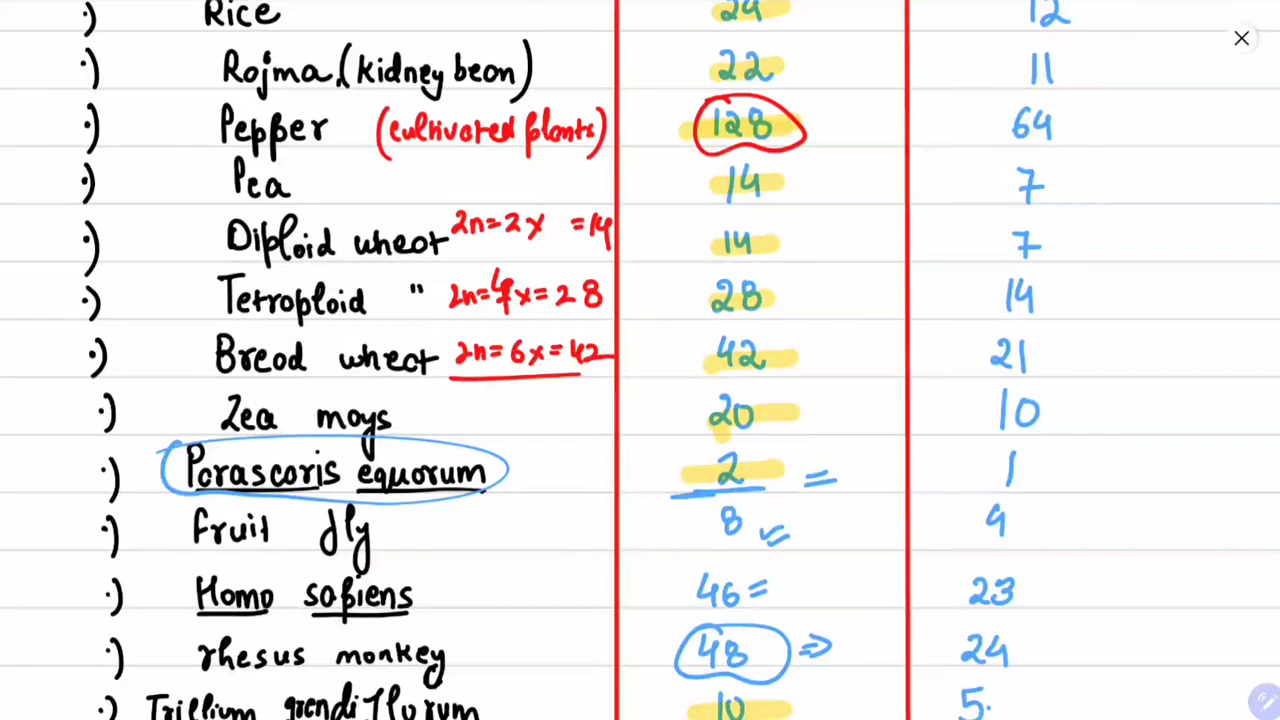 ·) Rice 24 12
·) Rajma (kidney bean) 22 11
·) Pepper (cultivated plants) 128 64
·) Pea 14 7
·) Diploid wheat 2n=2x =14 14 7
·) Tetraploid " 2n=4x=28 28 14
·) Bread wheat 2n=6x=42 42 21
·) Zea mays 20 10
·) Parascaris equorum 2 = 1
·) fruit fly 8 4
·) Homo sapiens 46 = 23
·) rhesus monkey 48 ⇒ 24
·) Trillium grandiflorum 10 5.